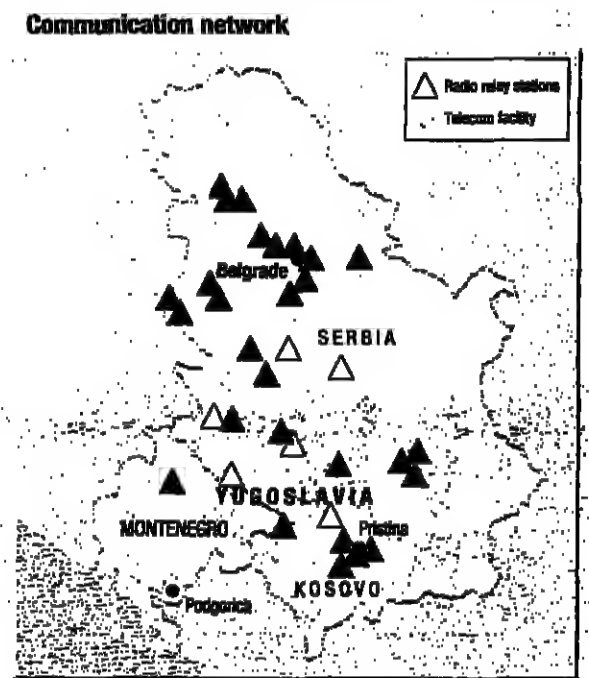 Communication network
Radio relay stations
Telecom facility
Belgrade
SERBIA
YUGOSLAVIA
MONTENEGRO
Pristina
KOSOVO
Podgorica